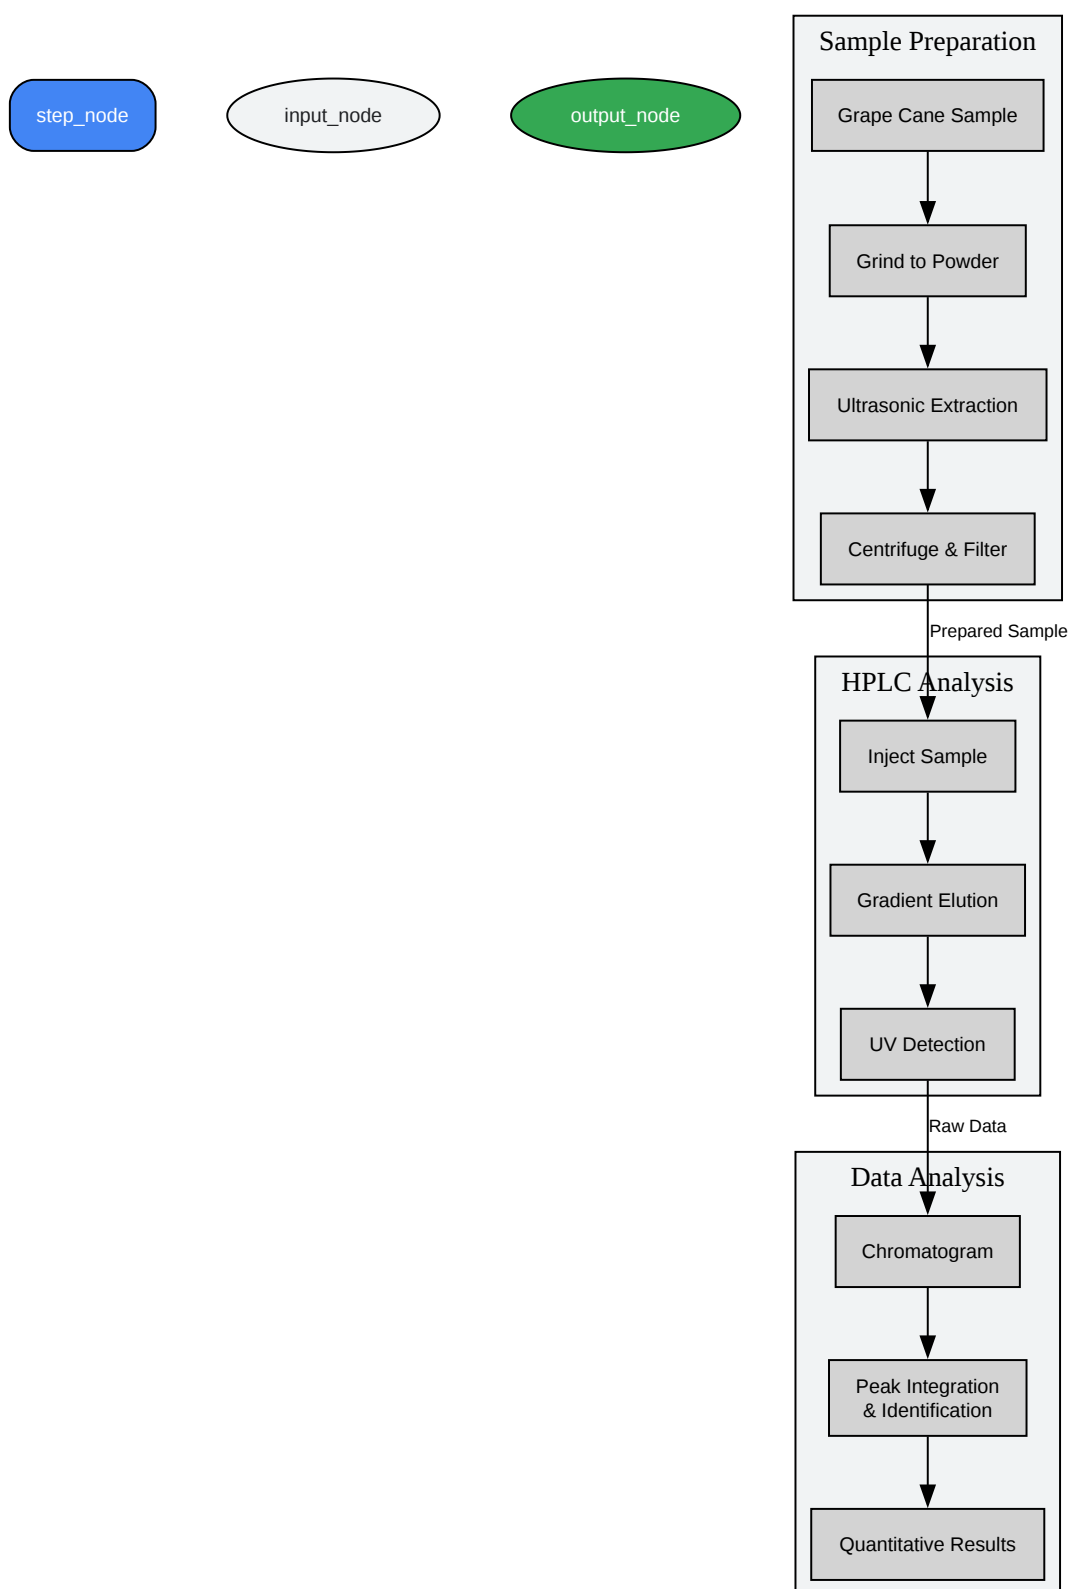 Sample Preparation
step_node
input_node
output_node
Grape Cane Sample
Grind to Powder
Ultrasonic Extraction
Centrifuge & Filter
Prepared Sample
HPLC Analysis
Inject Sample
Gradient Elution
UV Detection
Raw Data
Data Analysis
Chromatogram
Peak Integration
& Identification
Quantitative Results